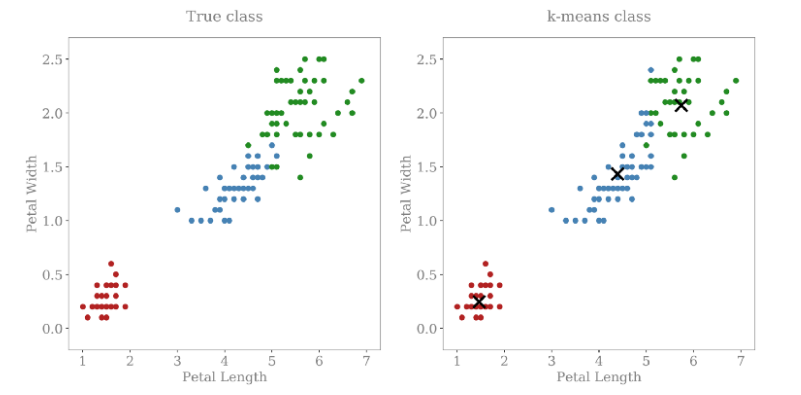 True class
k-means class
2.5
2.0
1.5
1.0
0.5
0.0
Petal Width
1 2 3 4 5 6 7
Petal Length
2.5
2.0
1.5
1.0
0.5
0.0
Petal Width
1 2 3 4 5 6 7
Petal Length